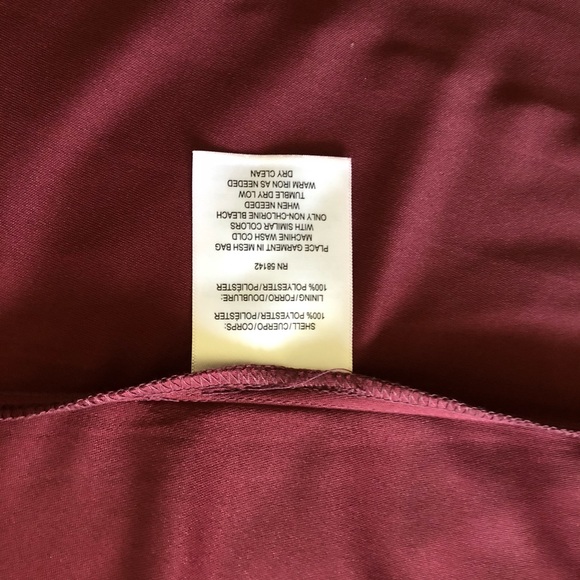 SHELL/CUERPO/CORPS:
100% POLYESTER/POLIÉSTER
LINING/FORRO/DOUBLURE:
100% POLYESTER/POLIÉSTER
RN 58142
PLACE GARMENT IN MESH BAG
MACHINE WASH COLD
WITH SIMILAR COLORS
ONLY NON-CHLORINE BLEACH
WHEN NEEDED
TUMBLE DRY LOW
WARM IRON AS NEEDED
DRY CLEAN